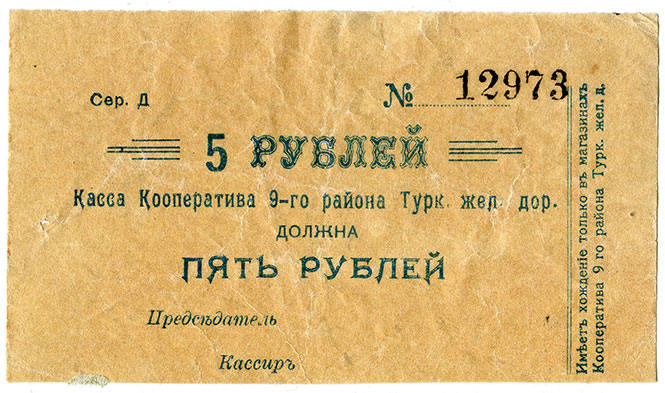 Сер. Д
№ 12973
5 РУБЛЕЙ
Касса Кооператива 9-го района Турк. жел. дор.
ДОЛЖНА
ПЯТЬ РУБЛЕЙ
Предсѣдатель
Кассиръ
Имѣетъ хожденіе только въ магазинахъ
Кооператива 9 го района Турк. жел. д.